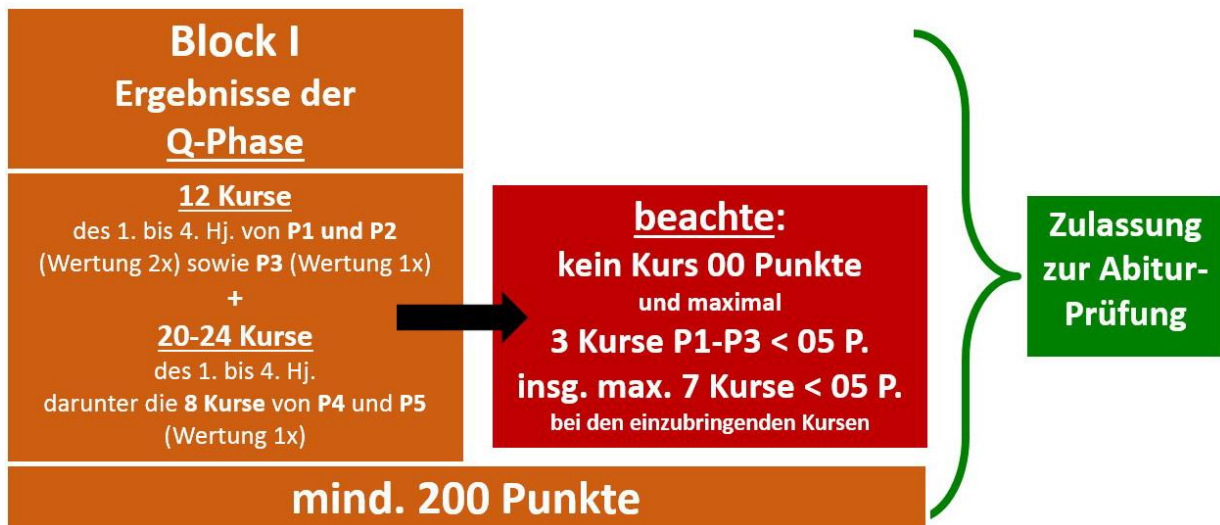 Block I
Ergebnisse der
Q-Phase
12 Kurse
des 1. bis 4. Hj. von P1 und P2
(Wertung 2x) sowie P3 (Wertung 1x)
+
20-24 Kurse
des 1. bis 4. Hj.
darunter die 8 Kurse von P4 und P5
(Wertung 1x)
beachte:
kein Kurs 00 Punkte
und maximal
3 Kurse P1-P3 < 05 P.
insg. max. 7 Kurse < 05 P.
bei den einzubringenden Kursen
mind. 200 Punkte
Zulassung
zur Abitur-
Prüfung